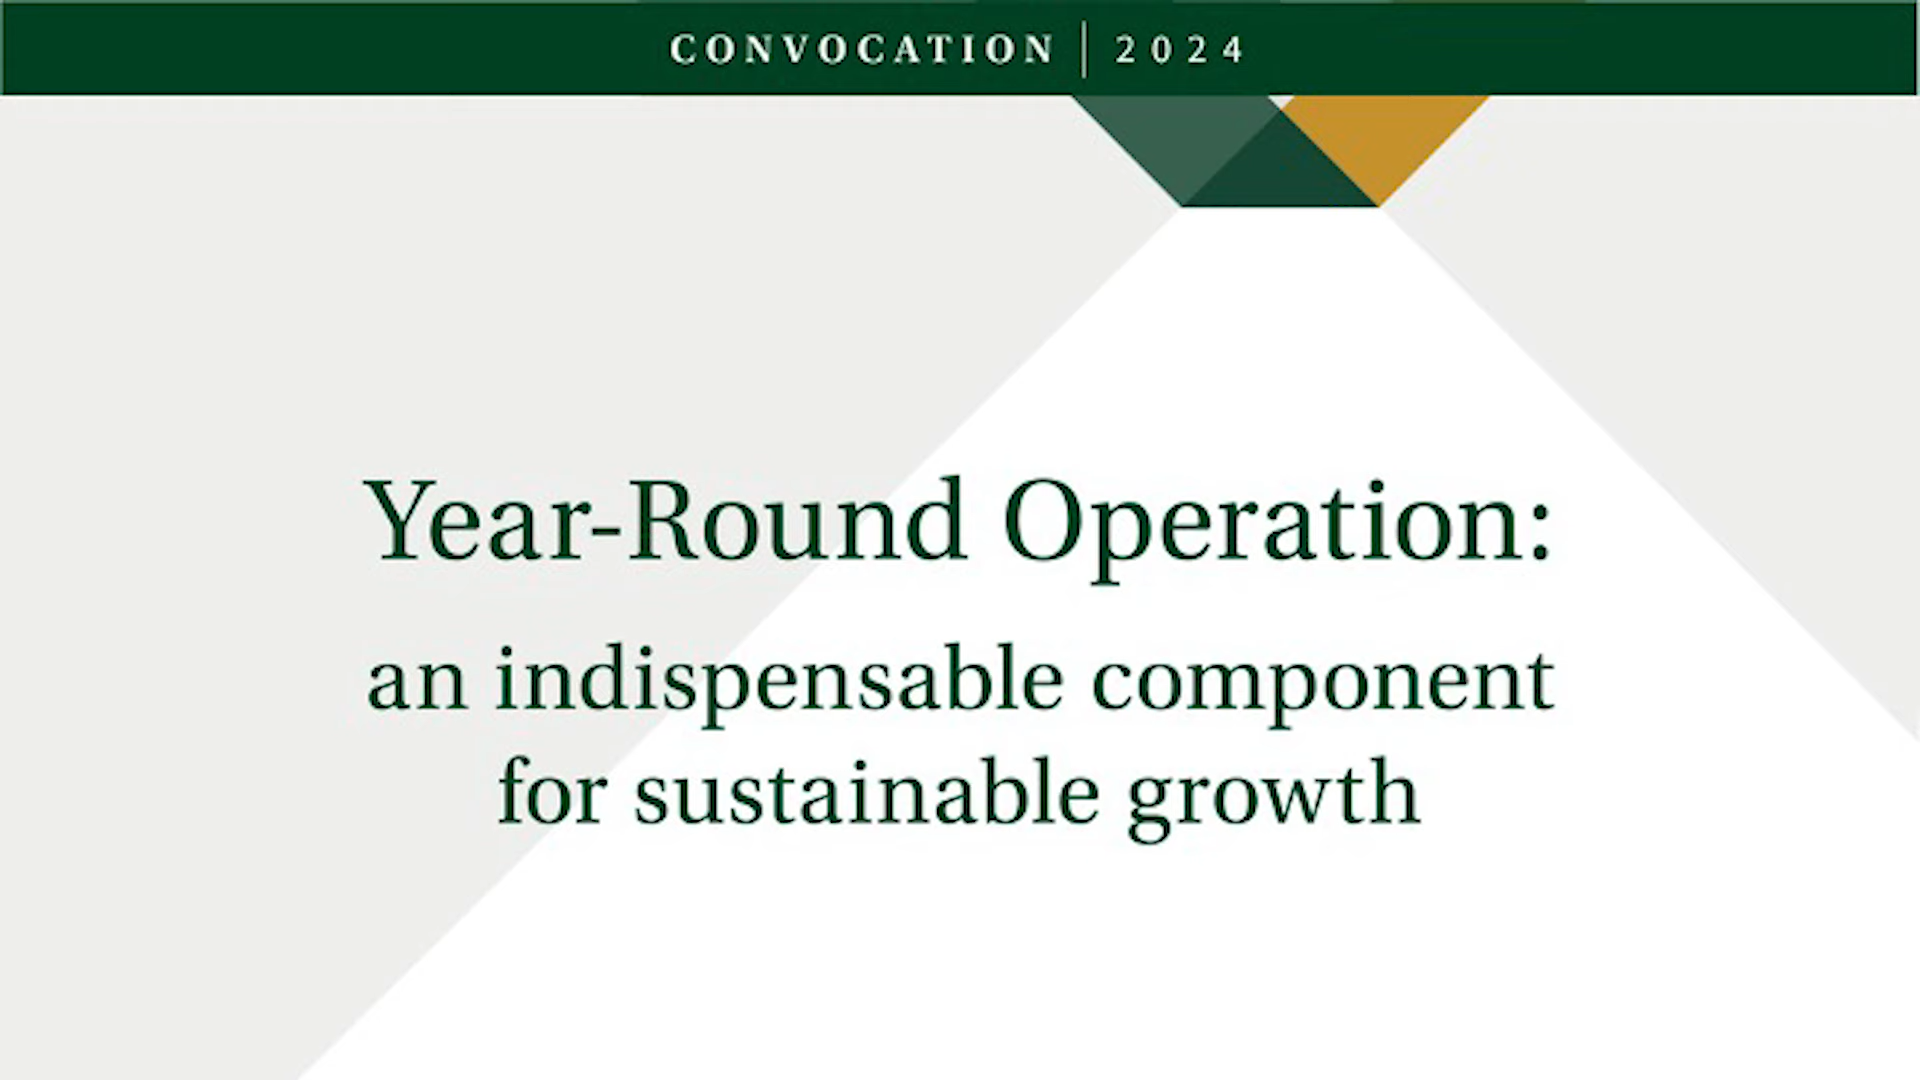 CONVOCATION | 2024
Year-Round Operation:
an indispensable component
for sustainable growth